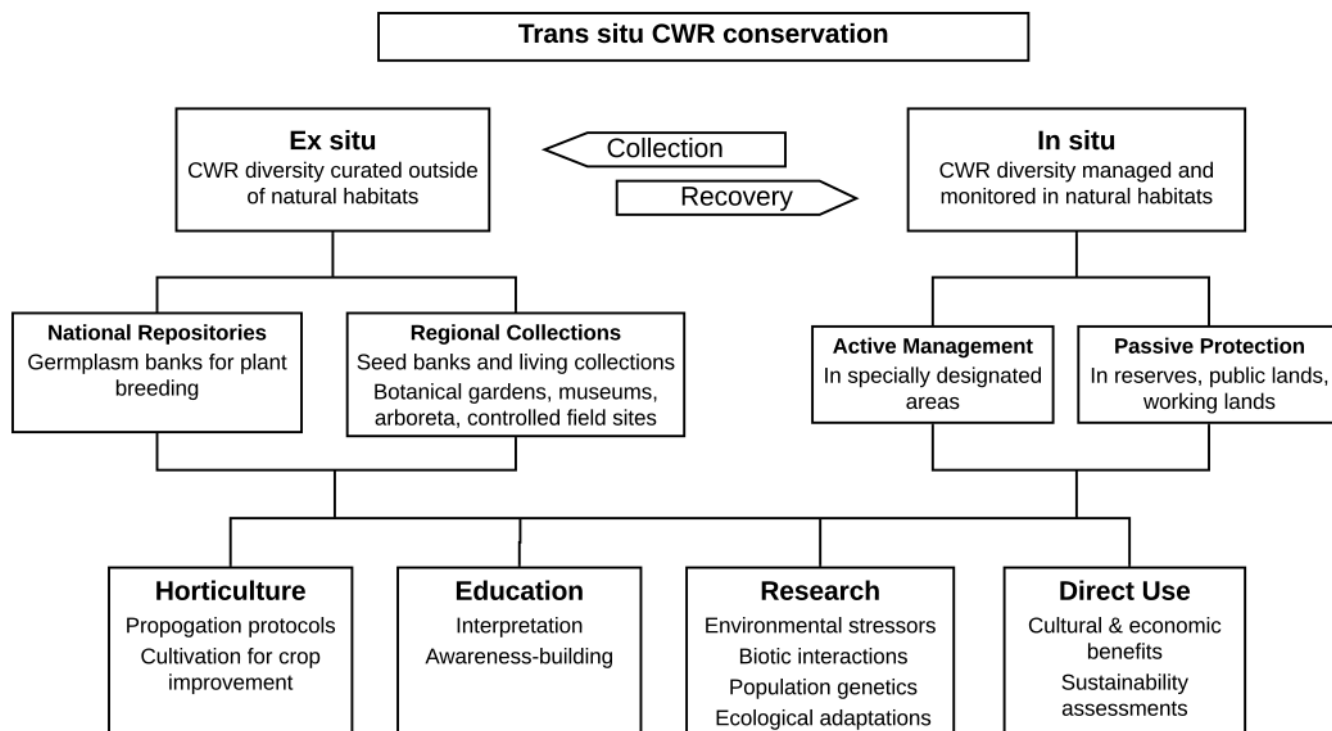 Trans situ CWR conservation
Ex situ
CWR diversity curated outside
of natural habitats
Collection
Recovery
In situ
CWR diversity managed and
monitored in natural habitats
National Repositories
Germplasm banks for plant
breeding
Regional Collections
Seed banks and living collections
Botanical gardens, museums,
arboreta, controlled field sites
Active Management
In specially designated
areas
Passive Protection
In reserves, public lands,
working lands
Horticulture
Propogation protocols
Cultivation for crop
improvement
Education
Interpretation
Awareness-building
Research
Environmental stressors
Biotic interactions
Population genetics
Ecological adaptations
Direct Use
Cultural & economic
benefits
Sustainability
assessments